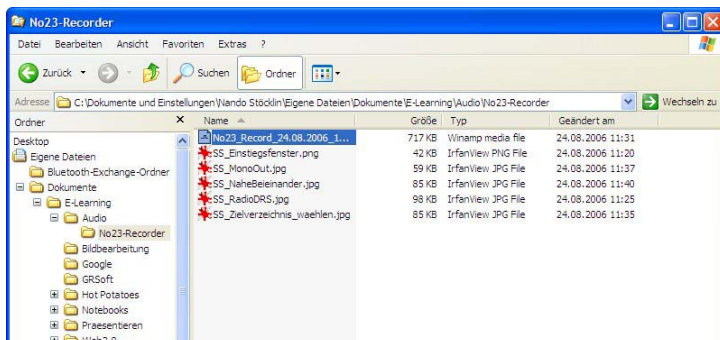 No23-Recorder
Datei Bearbeiten Ansicht Favoriten Extras ?
Zurück Suchen Ordner
Adresse C:\Dokumente und Einstellungen\Nando Stöcklin\Eigene Dateien\Dokumente\E-Learning\Audio\No23-Recorder Wechseln zu
Ordner x Name Größe Typ Geändert am
Desktop No23_Record_24.08.2006_1... 717 KB Winamp media file 24.08.2006 11:31
Eigene Dateien SS_Einstiegsfenster.png 42 KB IrfanView PNG File 24.08.2006 11:20
Bluetooth-Exchange-Ordner SS_MonoOut.jpg 59 KB IrfanView JPG File 24.08.2006 11:37
Dokumente SS_NaheBeieinander.jpg 85 KB IrfanView JPG File 24.08.2006 11:40
E-Learning SS_RadioDRS.jpg 98 KB IrfanView JPG File 24.08.2006 11:25
Audio SS_Zielverzeichnis_waehlen.jpg 85 KB IrfanView JPG File 24.08.2006 11:35
No23-Recorder
Bildbearbeitung
Google
GRSoft
Hot Potatoes
Notebooks
Praesentieren